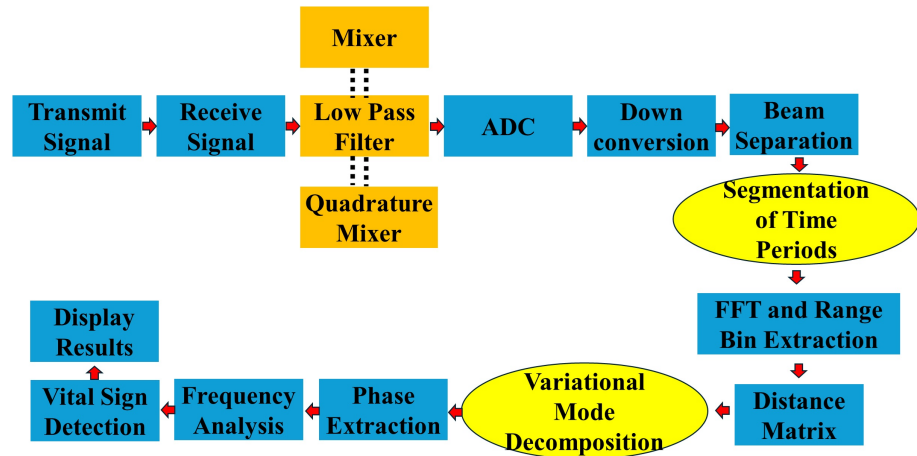 Mixer
Transmit
Signal
Receive
Signal
Low Pass
Filter
ADC
Down
conversion
Beam
Separation
Quadrature
Mixer
Segmentation
of Time
Periods
FFT and Range
Bin Extraction
Distance
Matrix
Variational
Mode
Decomposition
Phase
Extraction
Frequency
Analysis
Vital Sign
Detection
Display
Results